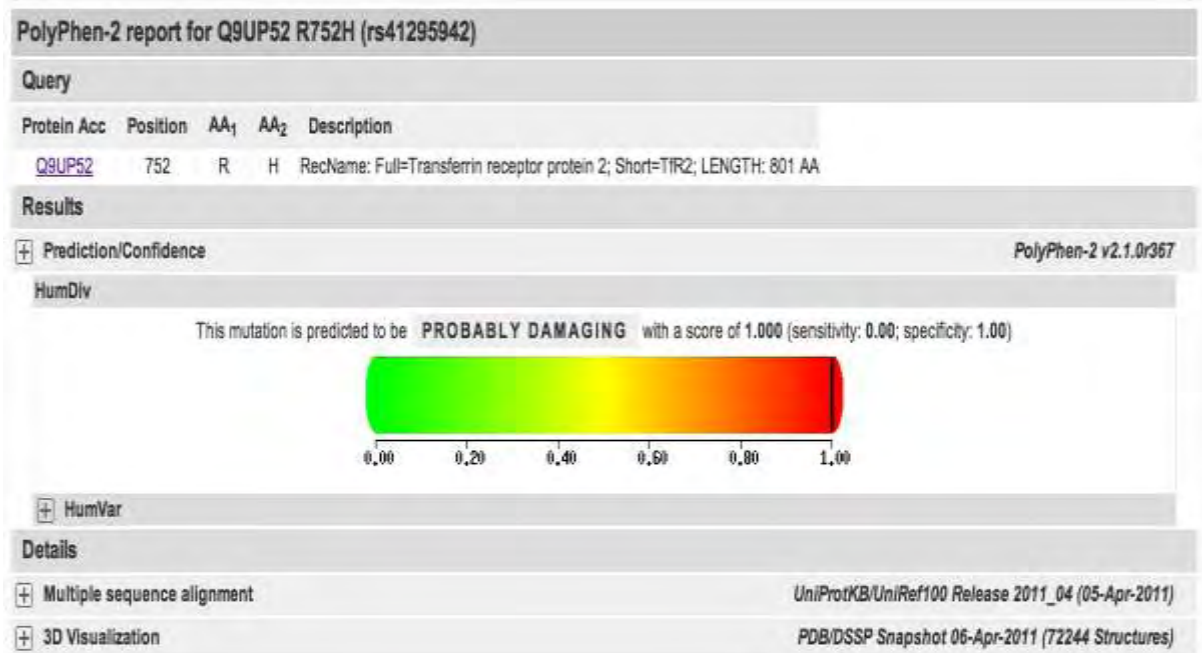 PolyPhen-2 report for Q9UP52 R752H (rs41295942)
Query
Protein Acc Position AA₁ AA₂ Description
Q9UP52 752 R H RecName: Full=Transferrin receptor protein 2; Short=TfR2; LENGTH: 801 AA
Results
+ Prediction/Confidence PolyPhen-2 v2.1.0r367
HumDiv
This mutation is predicted to be PROBABLY DAMAGING with a score of 1.000 (sensitivity: 0.00; specificity: 1.00)
0.00 0.20 0.40 0.60 0.80 1.00
+ HumVar
Details
+ Multiple sequence alignment UniProtKB/UniRef100 Release 2011_04 (05-Apr-2011)
+ 3D Visualization PDB/DSSP Snapshot 06-Apr-2011 (72244 Structures)